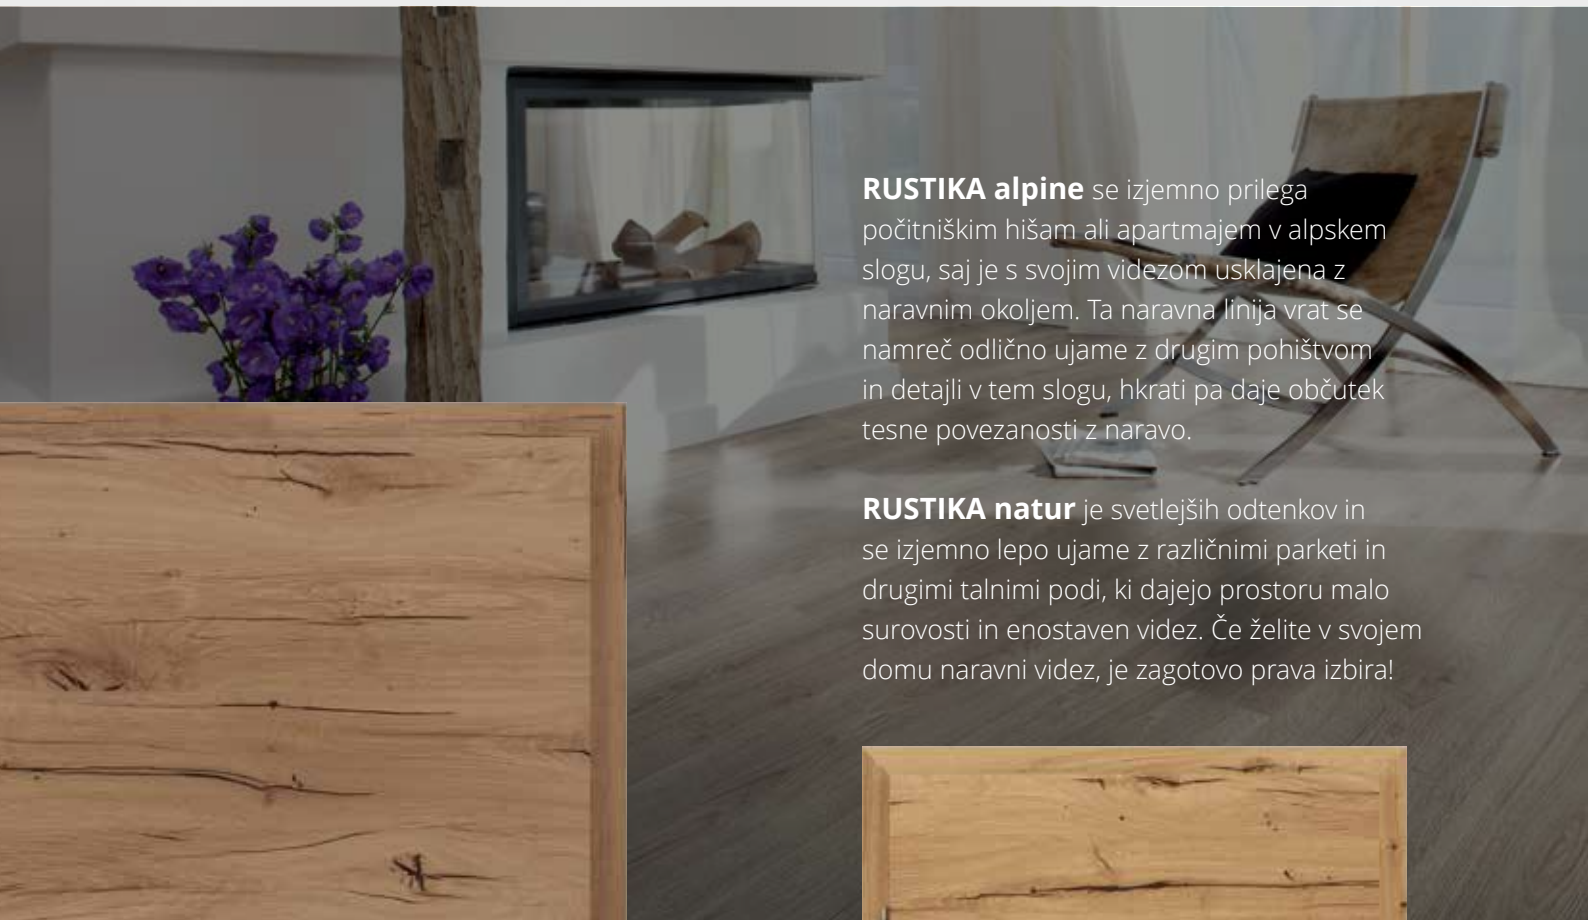 RUSTIKA alpine se izjemno prilega
počitniškim hišam ali apartmajem v alpskem
slogu, saj je s svojim videzom usklajena z
naravnim okoljem. Ta naravna linija vrat se
namreč odlično ujame z drugim pohištvom
in detajli v tem slogu, hkrati pa daje občutek
tesne povezanosti z naravo.
RUSTIKA natur je svetlejših odtenkov in
se izjemno lepo ujame z različnimi parketi in
drugimi talnimi podi, ki dajejo prostoru malo
surovosti in enostaven videz. Če želite v svojem
domu naravni videz, je zagotovo prava izbira!